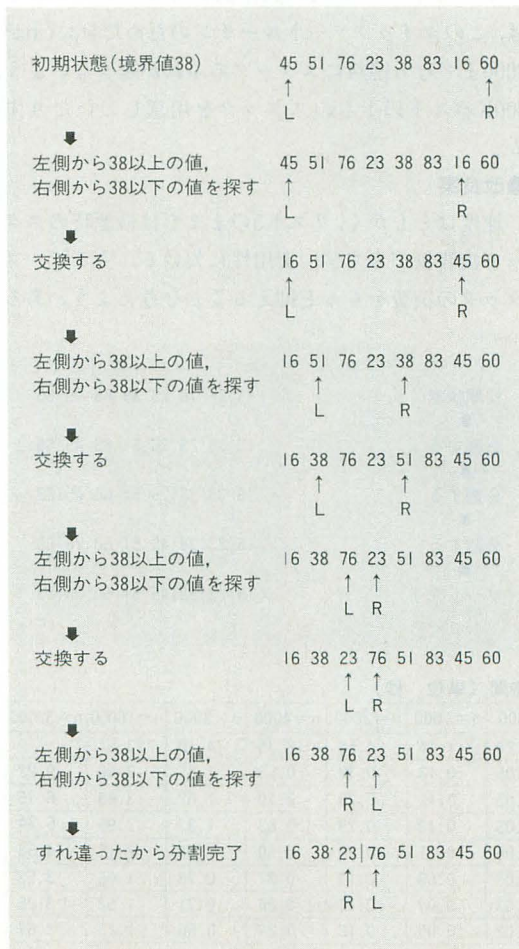 初期状態(境界値38) 45 51 76 23 38 83 16 60
↑ ↑
L R
左側から38以上の値, 45 51 76 23 38 83 16 60
右側から38以下の値を探す ↑ ↑
L R
交換する 16 51 76 23 38 83 45 60
↑ ↑
L R
左側から38以上の値, 16 51 76 23 38 83 45 60
右側から38以下の値を探す ↑ ↑
L R
交換する 16 38 76 23 51 83 45 60
↑ ↑
L R
左側から38以上の値, 16 38 76 23 51 83 45 60
右側から38以下の値を探す ↑ ↑
L R
交換する 16 38 23 76 51 83 45 60
↑ ↑
L R
左側から38以上の値, 16 38 23 76 51 83 45 60
右側から38以下の値を探す ↑ ↑
R L
すれ違ったから分割完了 16 38 23|76 51 83 45 60
↑ ↑
R L